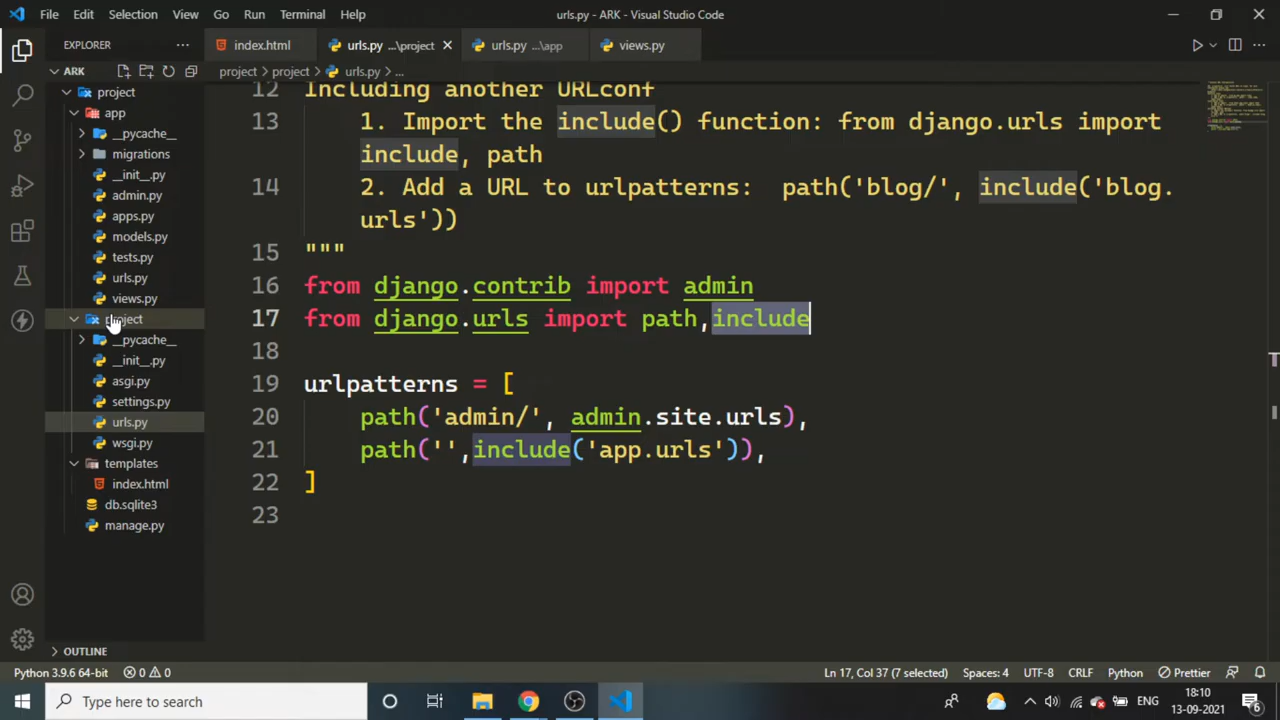 File Edit Selection View Go Run Terminal Help
urls.py - ARK - Visual Studio Code
EXPLORER
index.html
urls.py ...\project
urls.py ...\app
views.py
ARK
project > project > urls.py > ...
project
app
__pycache__
migrations
__init__.py
admin.py
apps.py
models.py
tests.py
urls.py
views.py
project
__pycache__
__init__.py
asgi.py
settings.py
urls.py
wsgi.py
templates
index.html
db.sqlite3
manage.py
OUTLINE
12 Including another URLconf
13 1. Import the include() function: from django.urls import
include, path
14 2. Add a URL to urlpatterns:  path('blog/', include('blog.
urls'))
15 """
16 from django.contrib import admin
17 from django.urls import path,include
18
19 urlpatterns = [
20 path('admin/', admin.site.urls),
21 path('',include('app.urls')),
22 ]
23
Python 3.9.6 64-bit 0 0
Ln 17, Col 37 (7 selected) Spaces: 4 UTF-8 CRLF Python Prettier
Type here to search
ENG
18:10
13-09-2021
6